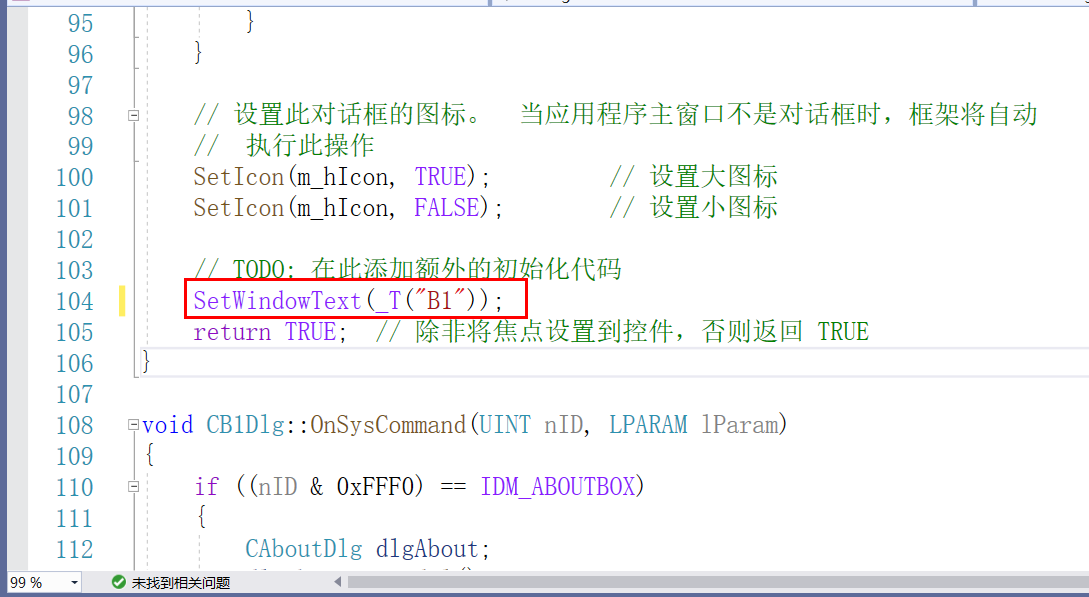 95 }
96 }
97
98 // 设置此对话框的图标。  当应用程序主窗口不是对话框时，框架将自动
99 //  执行此操作
100 SetIcon(m_hIcon, TRUE);         // 设置大图标
101 SetIcon(m_hIcon, FALSE);        // 设置小图标
102
103 // TODO: 在此添加额外的初始化代码
104 SetWindowText(_T("B1"));
105 return TRUE;  // 除非将焦点设置到控件，否则返回 TRUE
106 }
107
108 void CB1Dlg::OnSysCommand(UINT nID, LPARAM lParam)
109 {
110 if ((nID & 0xFFF0) == IDM_ABOUTBOX)
111 {
112 CAboutDlg dlgAbout;
99 % 未找到相关问题